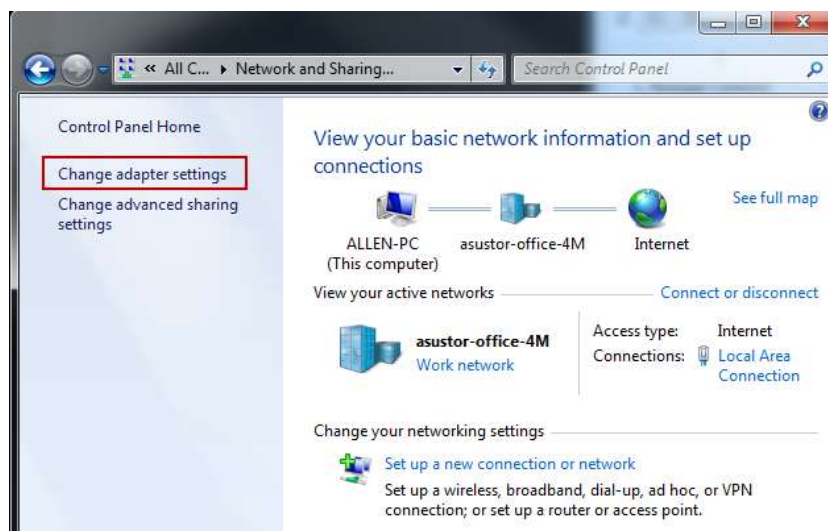 « All C... ▸ Network and Sharing...
Search Control Panel
Control Panel Home
Change adapter settings
Change advanced sharing
settings
View your basic network information and set up
connections
See full map
ALLEN-PC
(This computer)
asustor-office-4M
Internet
View your active networks
Connect or disconnect
asustor-office-4M
Work network
Access type: Internet
Connections: Local Area
Connection
Change your networking settings
Set up a new connection or network
Set up a wireless, broadband, dial-up, ad hoc, or VPN
connection; or set up a router or access point.